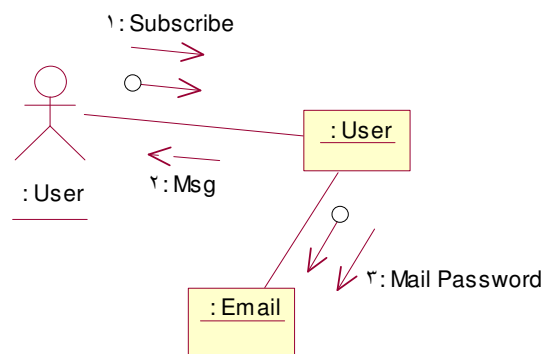 ١: Subscribe
: User
٢: Msg
: User
٣: Mail Password
: Email